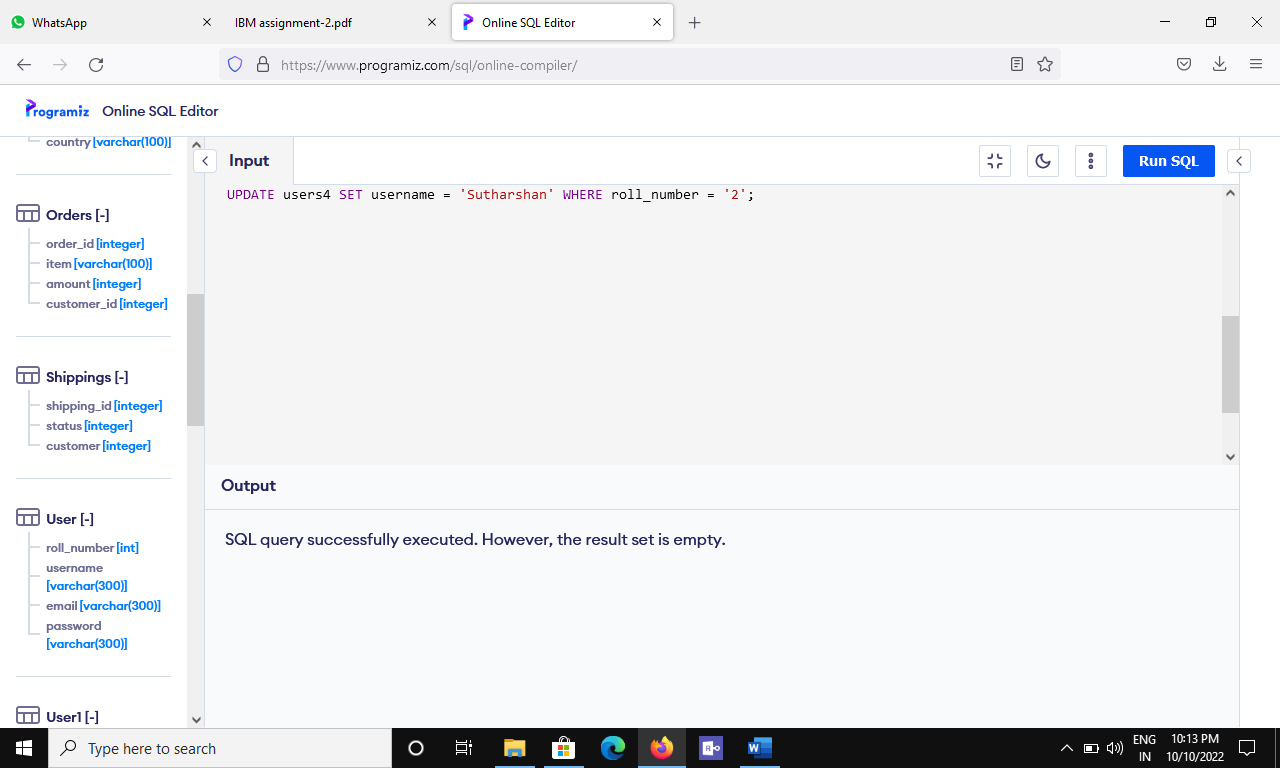 WhatsApp
IBM assignment-2.pdf
Online SQL Editor
https://www.programiz.com/sql/online-compiler/
Programiz
Online SQL Editor
country [varchar(100)]
Orders [-]
order_id [integer]
item [varchar(100)]
amount [integer]
customer_id [integer]
Shippings [-]
shipping_id [integer]
status [integer]
customer [integer]
User [-]
roll_number [int]
username
[varchar(300)]
email [varchar(300)]
password
[varchar(300)]
User1 [-]
Input
Run SQL
UPDATE users4 SET username = 'Sutharshan' WHERE roll_number = '2';
Output
SQL query successfully executed. However, the result set is empty.
Type here to search
ENG
IN
10:13 PM
10/10/2022